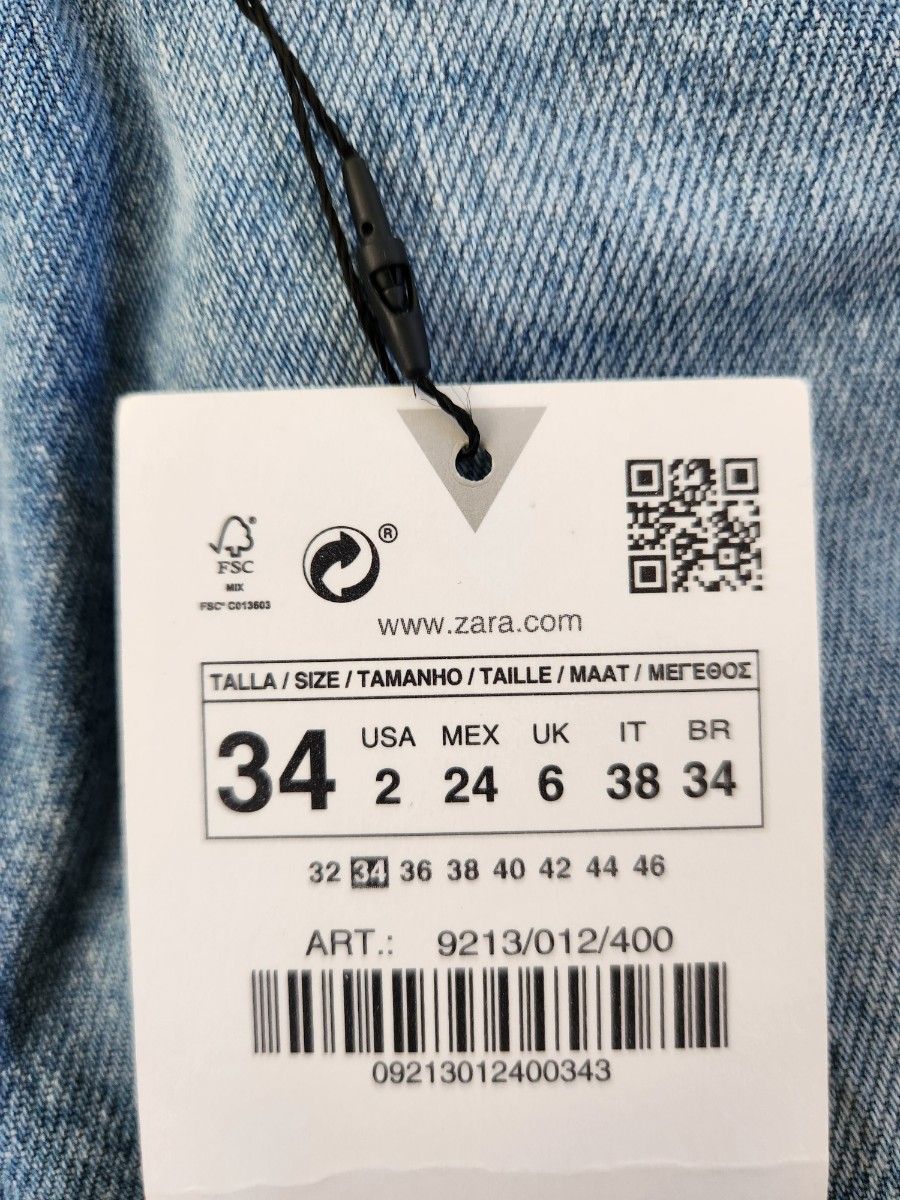 FSC®
MIX
FSC® C013603
®
www.zara.com
TALLA / SIZE / TAMANHO / TAILLE / MAAT / ΜΕΓΕΘΟΣ
34 USA 2 MEX 24 UK 6 IT 38 BR 34
32 34 36 38 40 42 44 46
ART.: 9213/012/400
09213012400343